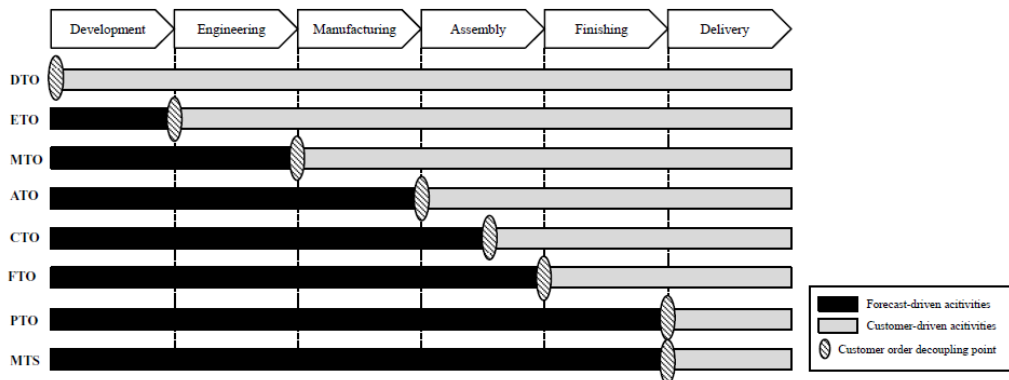 Development Engineering Manufacturing Assembly Finishing Delivery
DTO
ETO
MTO
ATO
CTO
FTO
PTO
MTS
Forecast-driven acitivities
Customer-driven acitivities
Customer order decoupling point